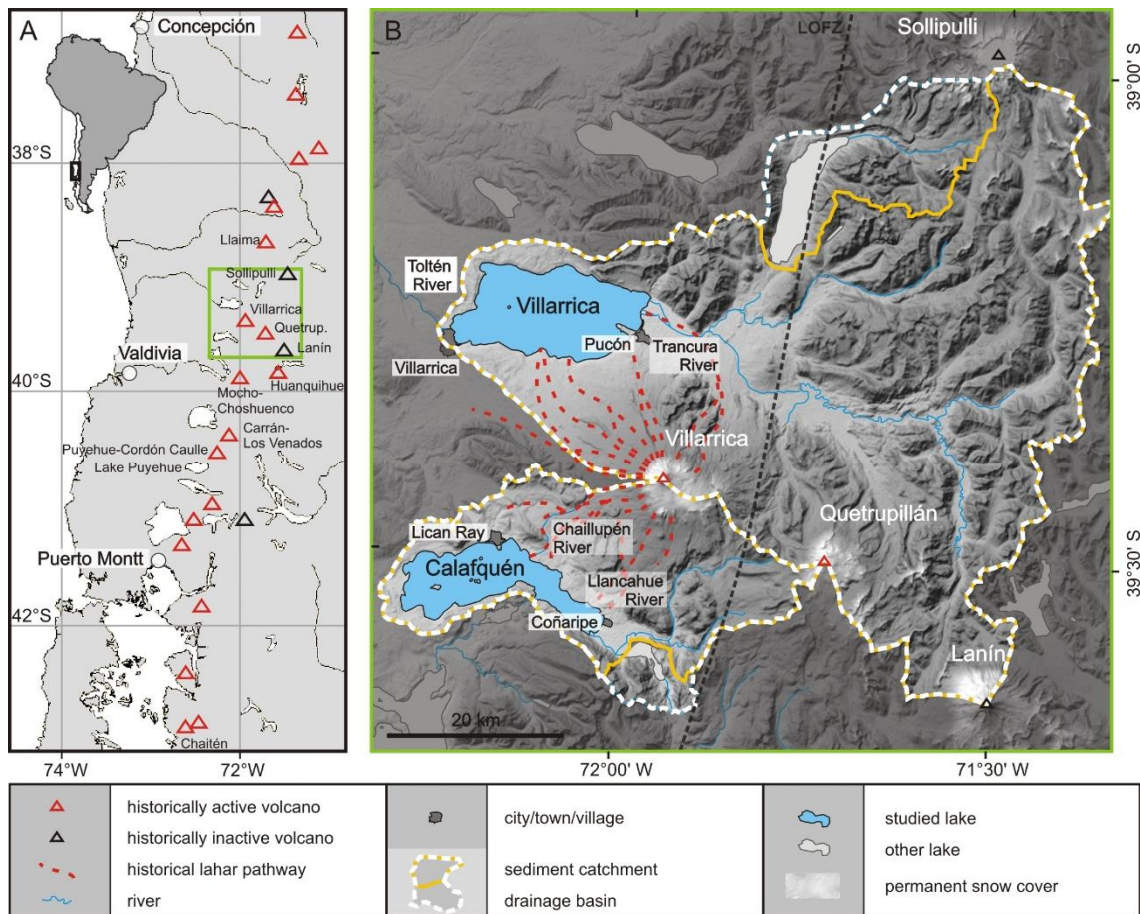 A
Concepción
38°S
Llaima
Sollipulli
Villarrica
Quetrup.
Lanín
Valdivia
40°S
Huanquihue
Mocho-
Choshuenco
Carrán-
Los Venados
Puyehue-Cordón Caulle
Lake Puyehue
Puerto Montt
42°S
Chaitén
74°W
72°W
B
LOFZ
Sollipulli
39°00' S
Toltén
River
Villarrica
Pucón
Trancura
River
Villarrica
Villarrica
Quetrupillán
Lican Ray
Chaillupén
River
Calafquén
Llancahue
River
39°30' S
Coñaripe
Lanín
20 km
72°00' W
71°30' W
historically active volcano
historically inactive volcano
historical lahar pathway
river
city/town/village
sediment catchment
drainage basin
studied lake
other lake
permanent snow cover